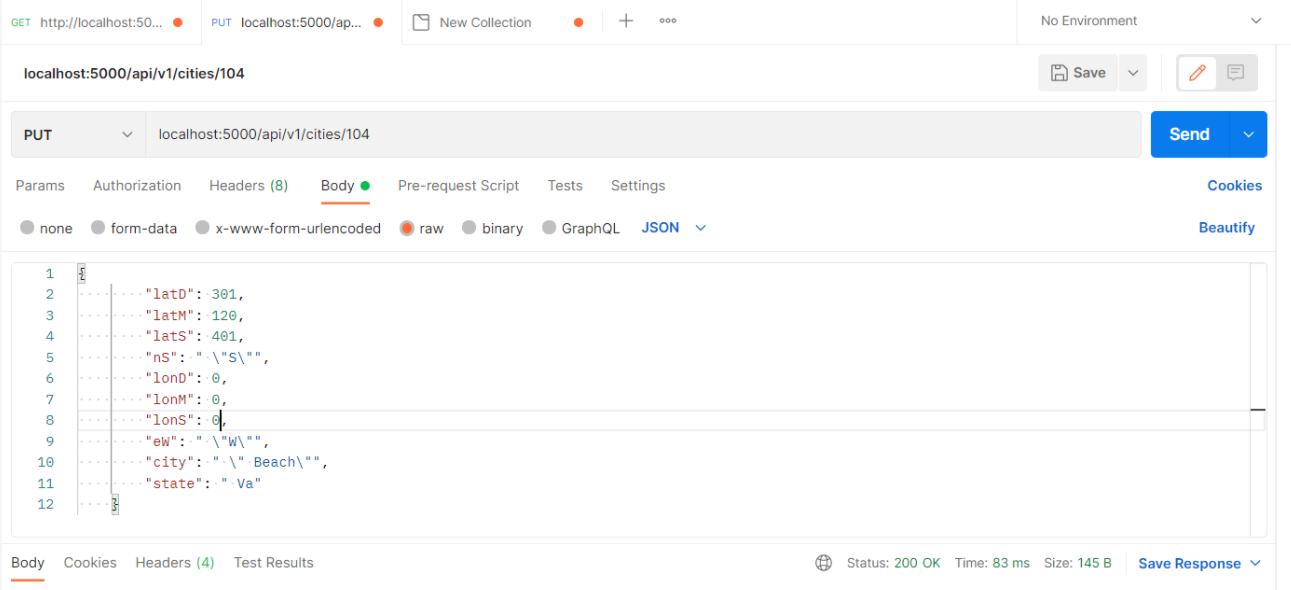 GET http://localhost:50... PUT localhost:5000/ap... New Collection + ooo No Environment
localhost:5000/api/v1/cities/104 Save
PUT localhost:5000/api/v1/cities/104 Send
Params Authorization Headers (8) Body Pre-request Script Tests Settings Cookies
none form-data x-www-form-urlencoded raw binary GraphQL JSON Beautify
1 {
2 "latD": 301,
3 "latM": 120,
4 "latS": 401,
5 "nS": " \"S\"",
6 "lonD": 0,
7 "lonM": 0,
8 "lonS": 0,
9 "eW": " \"W\"",
10 "city": " \" Beach\"",
11 "state": " Va"
12 }
Body Cookies Headers (4) Test Results Status: 200 OK Time: 83 ms Size: 145 B Save Response